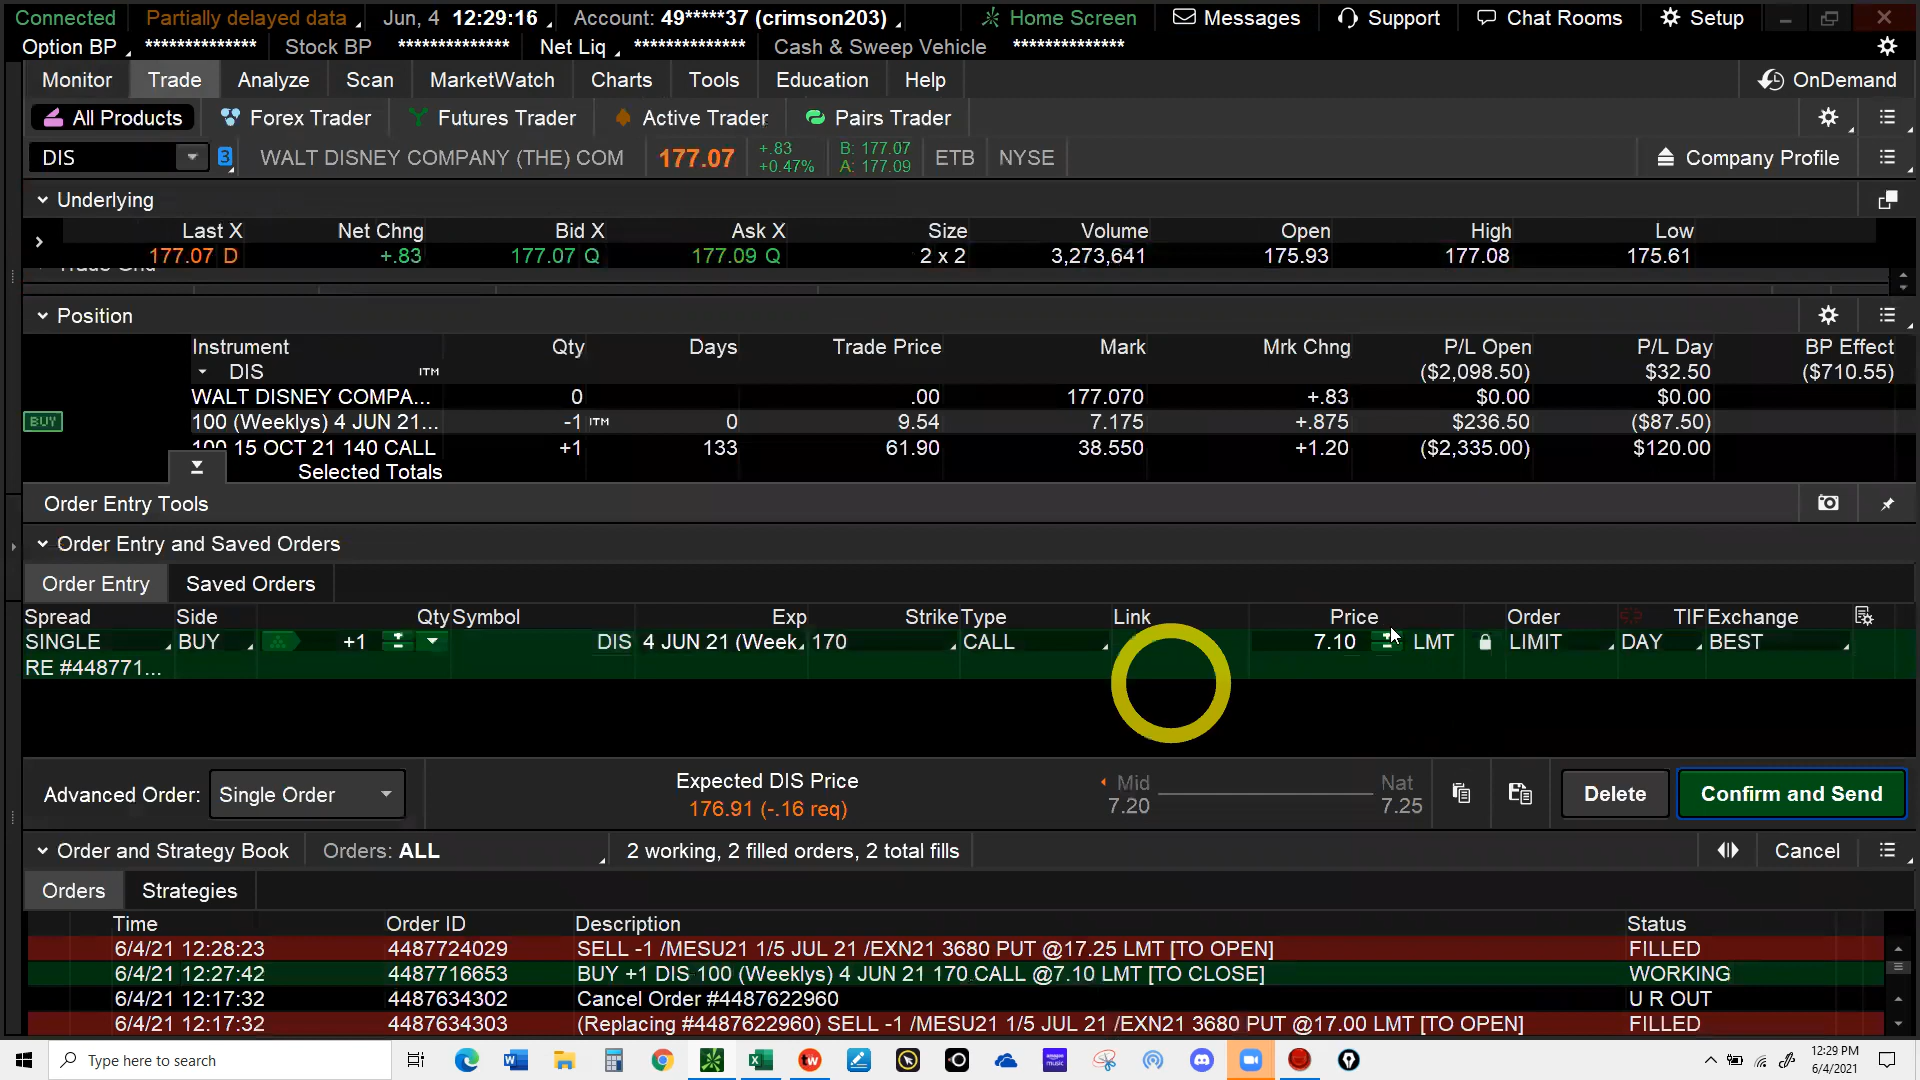 Connected Partially delayed data Jun, 4 12:29:16 Account: 49*****37 (crimson203) Home Screen Messages Support Chat Rooms Setup
Option BP ************** Stock BP ************** Net Liq ************** Cash & Sweep Vehicle **************
Monitor Trade Analyze Scan MarketWatch Charts Tools Education Help OnDemand
All Products Forex Trader Futures Trader Active Trader Pairs Trader
DIS 3 WALT DISNEY COMPANY (THE) COM 177.07 +.83 +0.47% B: 177.07 A: 177.09 ETB NYSE Company Profile
Underlying
Last X Net Chng Bid X Ask X Size Volume Open High Low
177.07 D +.83 177.07 Q 177.09 Q 2 x 2 3,273,641 175.93 177.08 175.61
Trade Grid
Position
Instrument Qty Days Trade Price Mark Mrk Chng P/L Open P/L Day BP Effect
DIS ITM ($2,098.50) $32.50 ($710.55)
WALT DISNEY COMPA... 0 .00 177.070 +.83 $0.00 $0.00
BUY 100 (Weeklys) 4 JUN 21... -1 ITM 0 9.54 7.175 +.875 $236.50 ($87.50)
100 15 OCT 21 140 CALL +1 133 61.90 38.550 +1.20 ($2,335.00) $120.00
Selected Totals
Order Entry Tools
Order Entry and Saved Orders
Order Entry Saved Orders
Spread Side Qty Symbol Exp Strike Type Link Price Order TIF Exchange
SINGLE BUY +1 DIS 4 JUN 21 (Week 170 CALL 7.10 LMT LIMIT DAY BEST
RE #448771...
Advanced Order: Single Order Expected DIS Price Mid Nat Delete Confirm and Send
176.91 (-.16 req) 7.20 7.25
Order and Strategy Book Orders: ALL 2 working, 2 filled orders, 2 total fills Cancel
Orders Strategies
Time Order ID Description Status
6/4/21 12:28:23 4487724029 SELL -1 /MESU21 1/5 JUL 21 /EXN21 3680 PUT @17.25 LMT [TO OPEN] FILLED
6/4/21 12:27:42 4487716653 BUY +1 DIS 100 (Weeklys) 4 JUN 21 170 CALL @7.10 LMT [TO CLOSE] WORKING
6/4/21 12:17:32 4487634302 Cancel Order #4487622960 U R OUT
6/4/21 12:17:32 4487634303 (Replacing #4487622960) SELL -1 /MESU21 1/5 JUL 21 /EXN21 3680 PUT @17.00 LMT [TO OPEN] FILLED
Type here to search 12:29 PM
6/4/2021